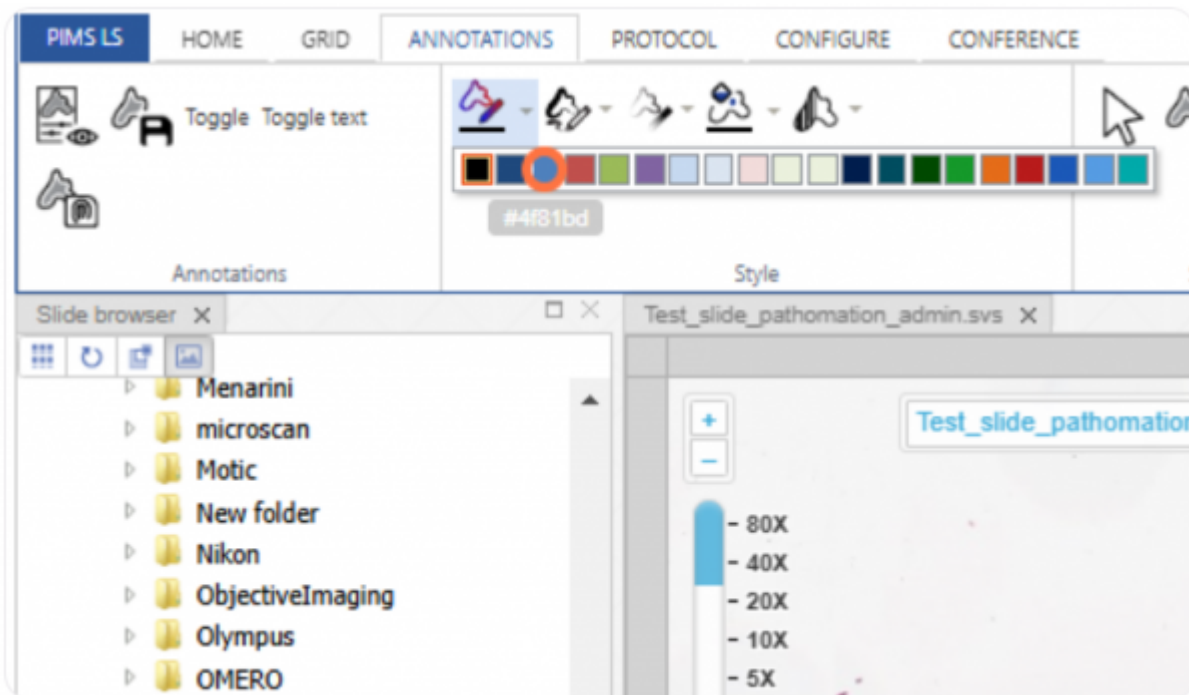 PIMS LS HOME GRID ANNOTATIONS PROTOCOL CONFIGURE CONFERENCE
Toggle Toggle text
#4f81bd
Annotations Style
Slide browser Test_slide_pathomation_admin.svs
Menarini
microscan
Motic
New folder
Nikon
ObjectiveImaging
Olympus
OMERO
Test_slide_pathomation
80X
40X
20X
10X
5X